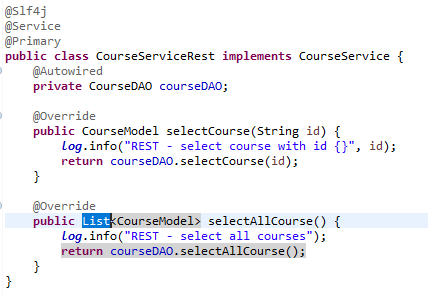 @Slf4j
@Service
@Primary
public class CourseServiceRest implements CourseService {
    @Autowired
    private CourseDAO courseDAO;

    @Override
    public CourseModel selectCourse(String id) {
        log.info("REST - select course with id {}", id);
        return courseDAO.selectCourse(id);
    }

    @Override
    public List<CourseModel> selectAllCourse() {
        log.info("REST - select all courses");
        return courseDAO.selectAllCourse();
    }
}